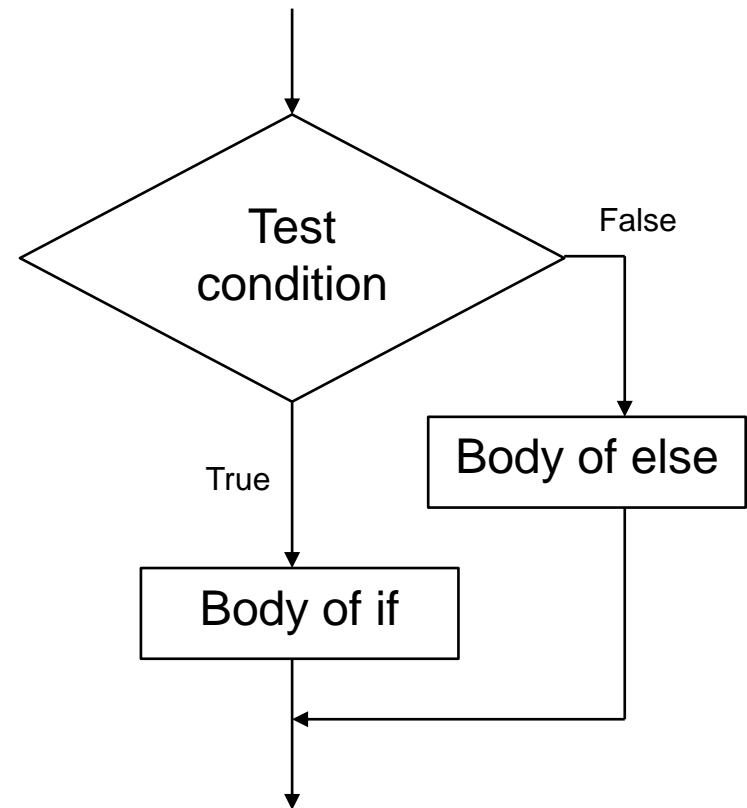 Test
condition
False
Body of else
True
Body of if